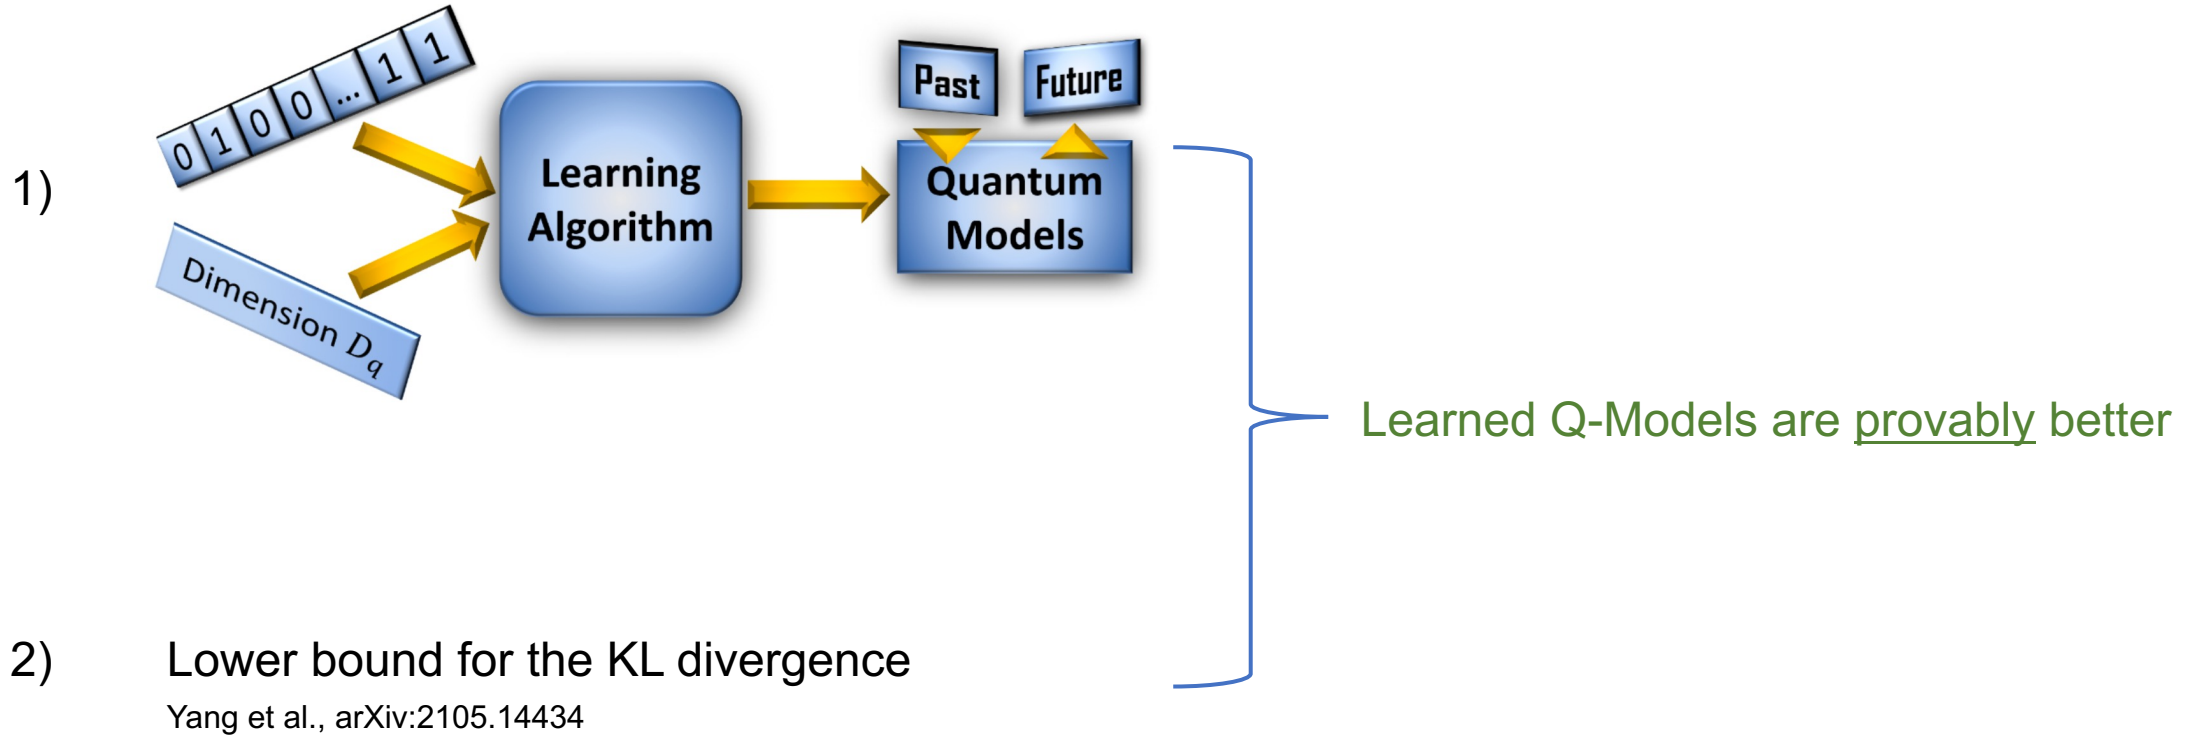 1)
0 1 0 0 ... 1 1
Dimension D_q
Learning
Algorithm
Past
Future
Quantum
Models
Learned Q-Models are provably better
2) Lower bound for the KL divergence
Yang et al., arXiv:2105.14434